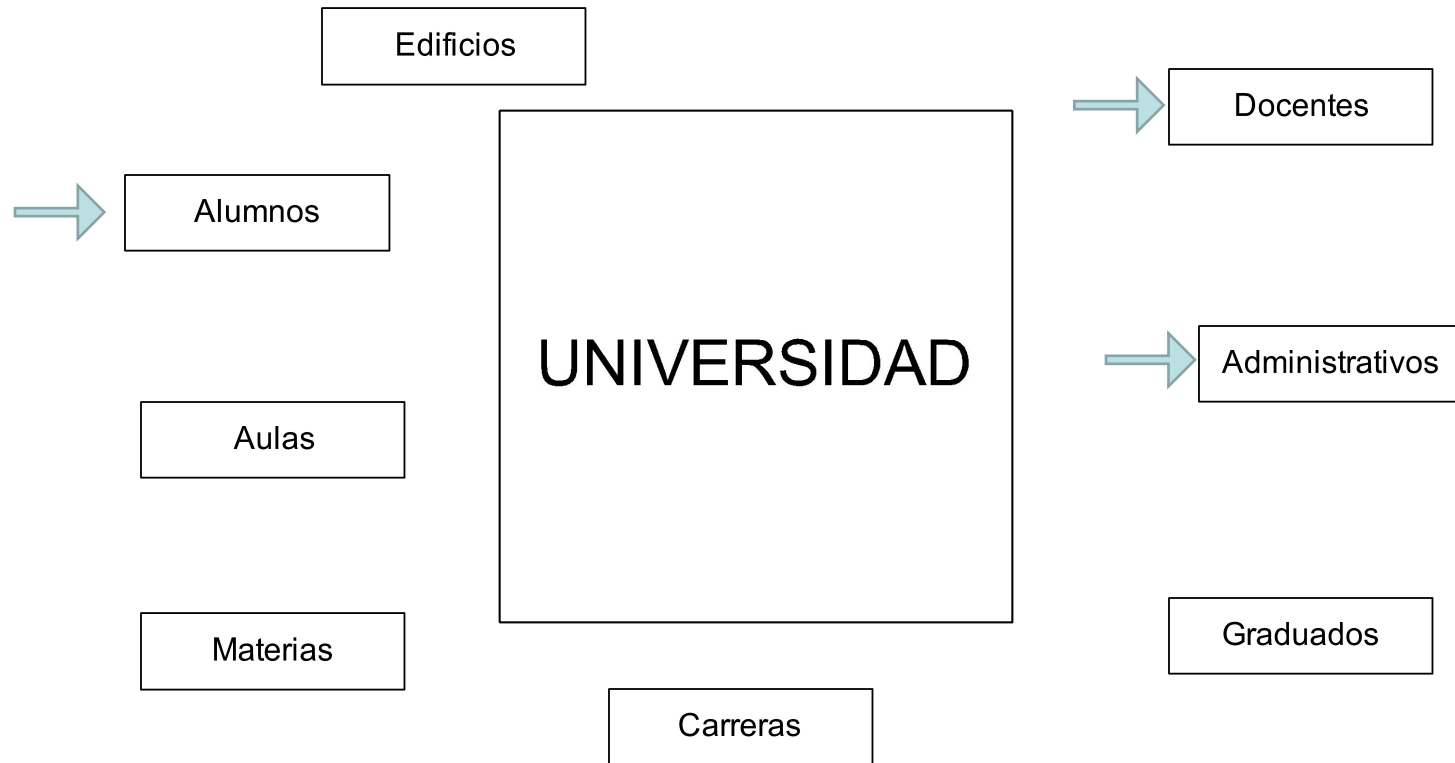 Edificios
Docentes
Alumnos
UNIVERSIDAD
Administrativos
Aulas
Graduados
Materias
Carreras